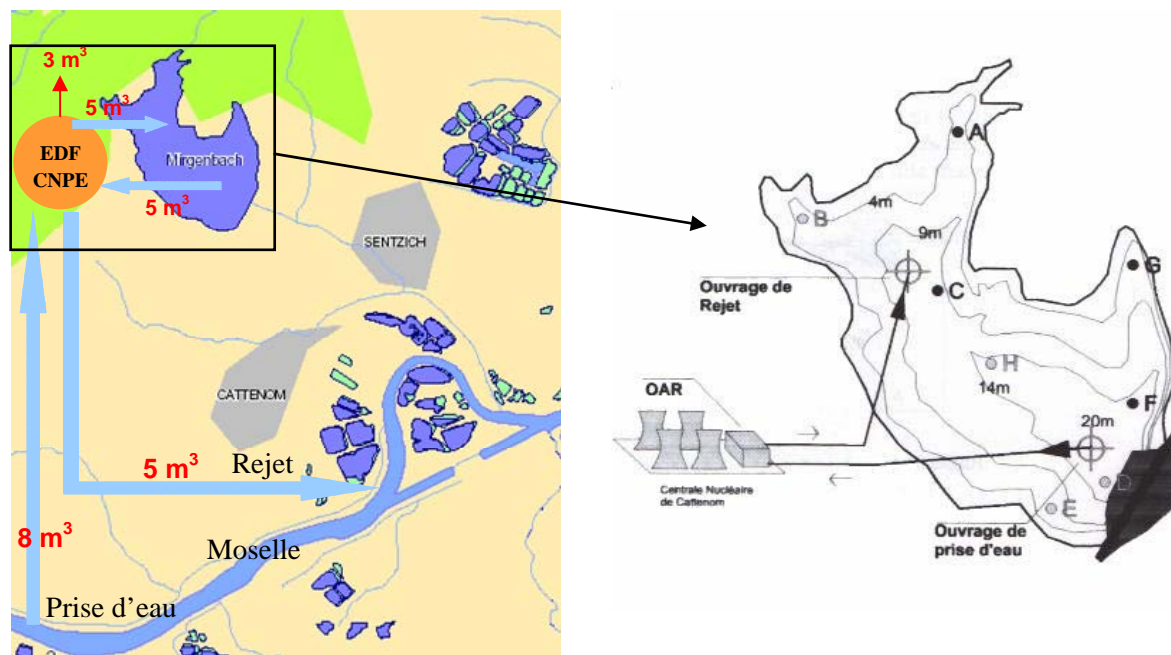 3 m³
5 m³
EDF
CNPE
Mirgenbach
5 m³
SENTZICH
CATTENOM
Rejet
5 m³
8 m³
Moselle
Prise d'eau
A
B
4m
9m
G
Ouvrage de
Rejet
C
H
14m
OAR
F
20m
D
Centrale Nucléaire
de Cattenom
E
Ouvrage de
prise d'eau